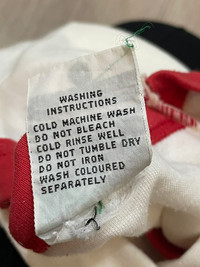 WASHING
INSTRUCTIONS
COLD MACHINE WASH
DO NOT BLEACH
COLD RINSE WELL
DO NOT TUMBLE DRY
DO NOT IRON
WASH COLOURED
SEPARATELY